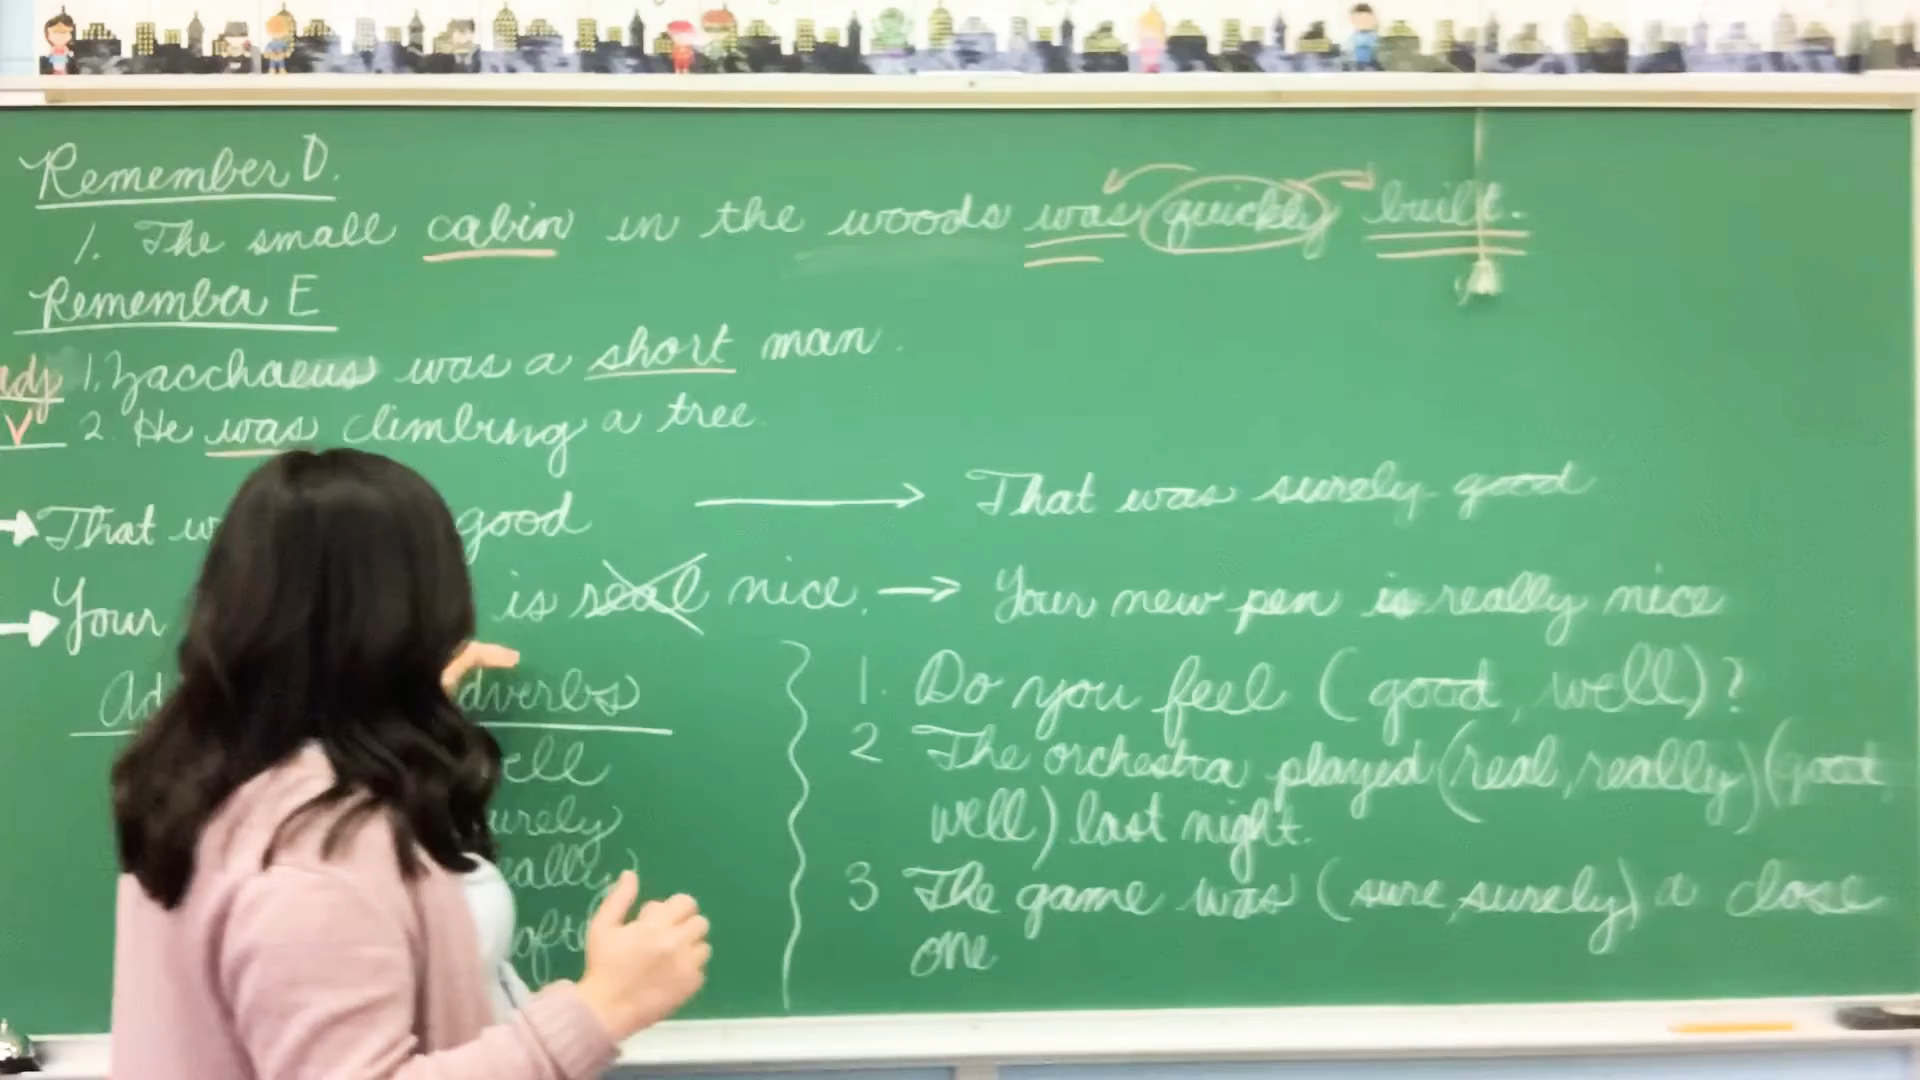 Remember D.
1. The small cabin in the woods was quickly built.
Remember E
adj 1. Zacchaeus was a short man.
V 2. He was climbing a tree.
That good → That was surely good
Your is real nice. → Your new pen is really nice
adverbs
1. Do you feel (good, well)?
2 The orchestra played (real, really) (good,
well) last night.
3 The game was (sure, surely) a close
one